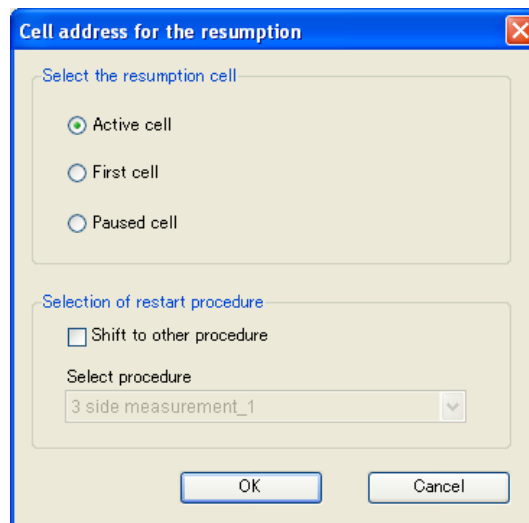 Cell address for the resumption
Select the resumption cell
Active cell
First cell
Paused cell
Selection of restart procedure
Shift to other procedure
Select procedure
3 side measurement_1
OK
Cancel